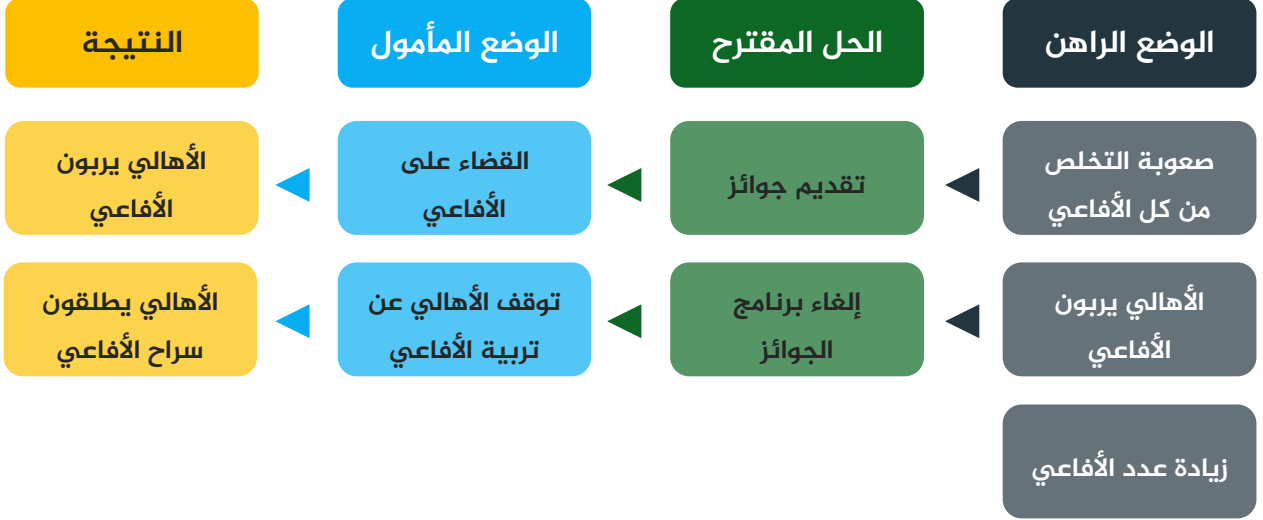 الوضع الراهن
الحل المقترح
الوضع المأمول
النتيجة
صعوبة التخلص
من كل الأفاعي
تقديم جوائز
القضاء على
الأفاعي
الأهالي يربون
الأفاعي
الأهالي يربون
الأفاعي
إلغاء برنامج
الجوائز
توقف الأهالي عن
تربية الأفاعي
الأهالي يطلقون
سراح الأفاعي
زيادة عدد الأفاعي